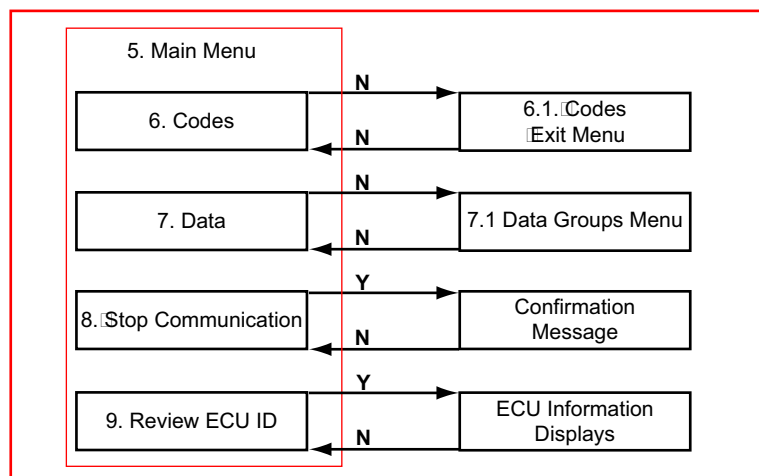 5. Main Menu
N
6. Codes
6.1. Codes
Exit Menu
N
N
7. Data
7.1 Data Groups Menu
N
Y
8. Stop Communication
Confirmation
Message
N
Y
9. Review ECU ID
ECU Information
Displays
N